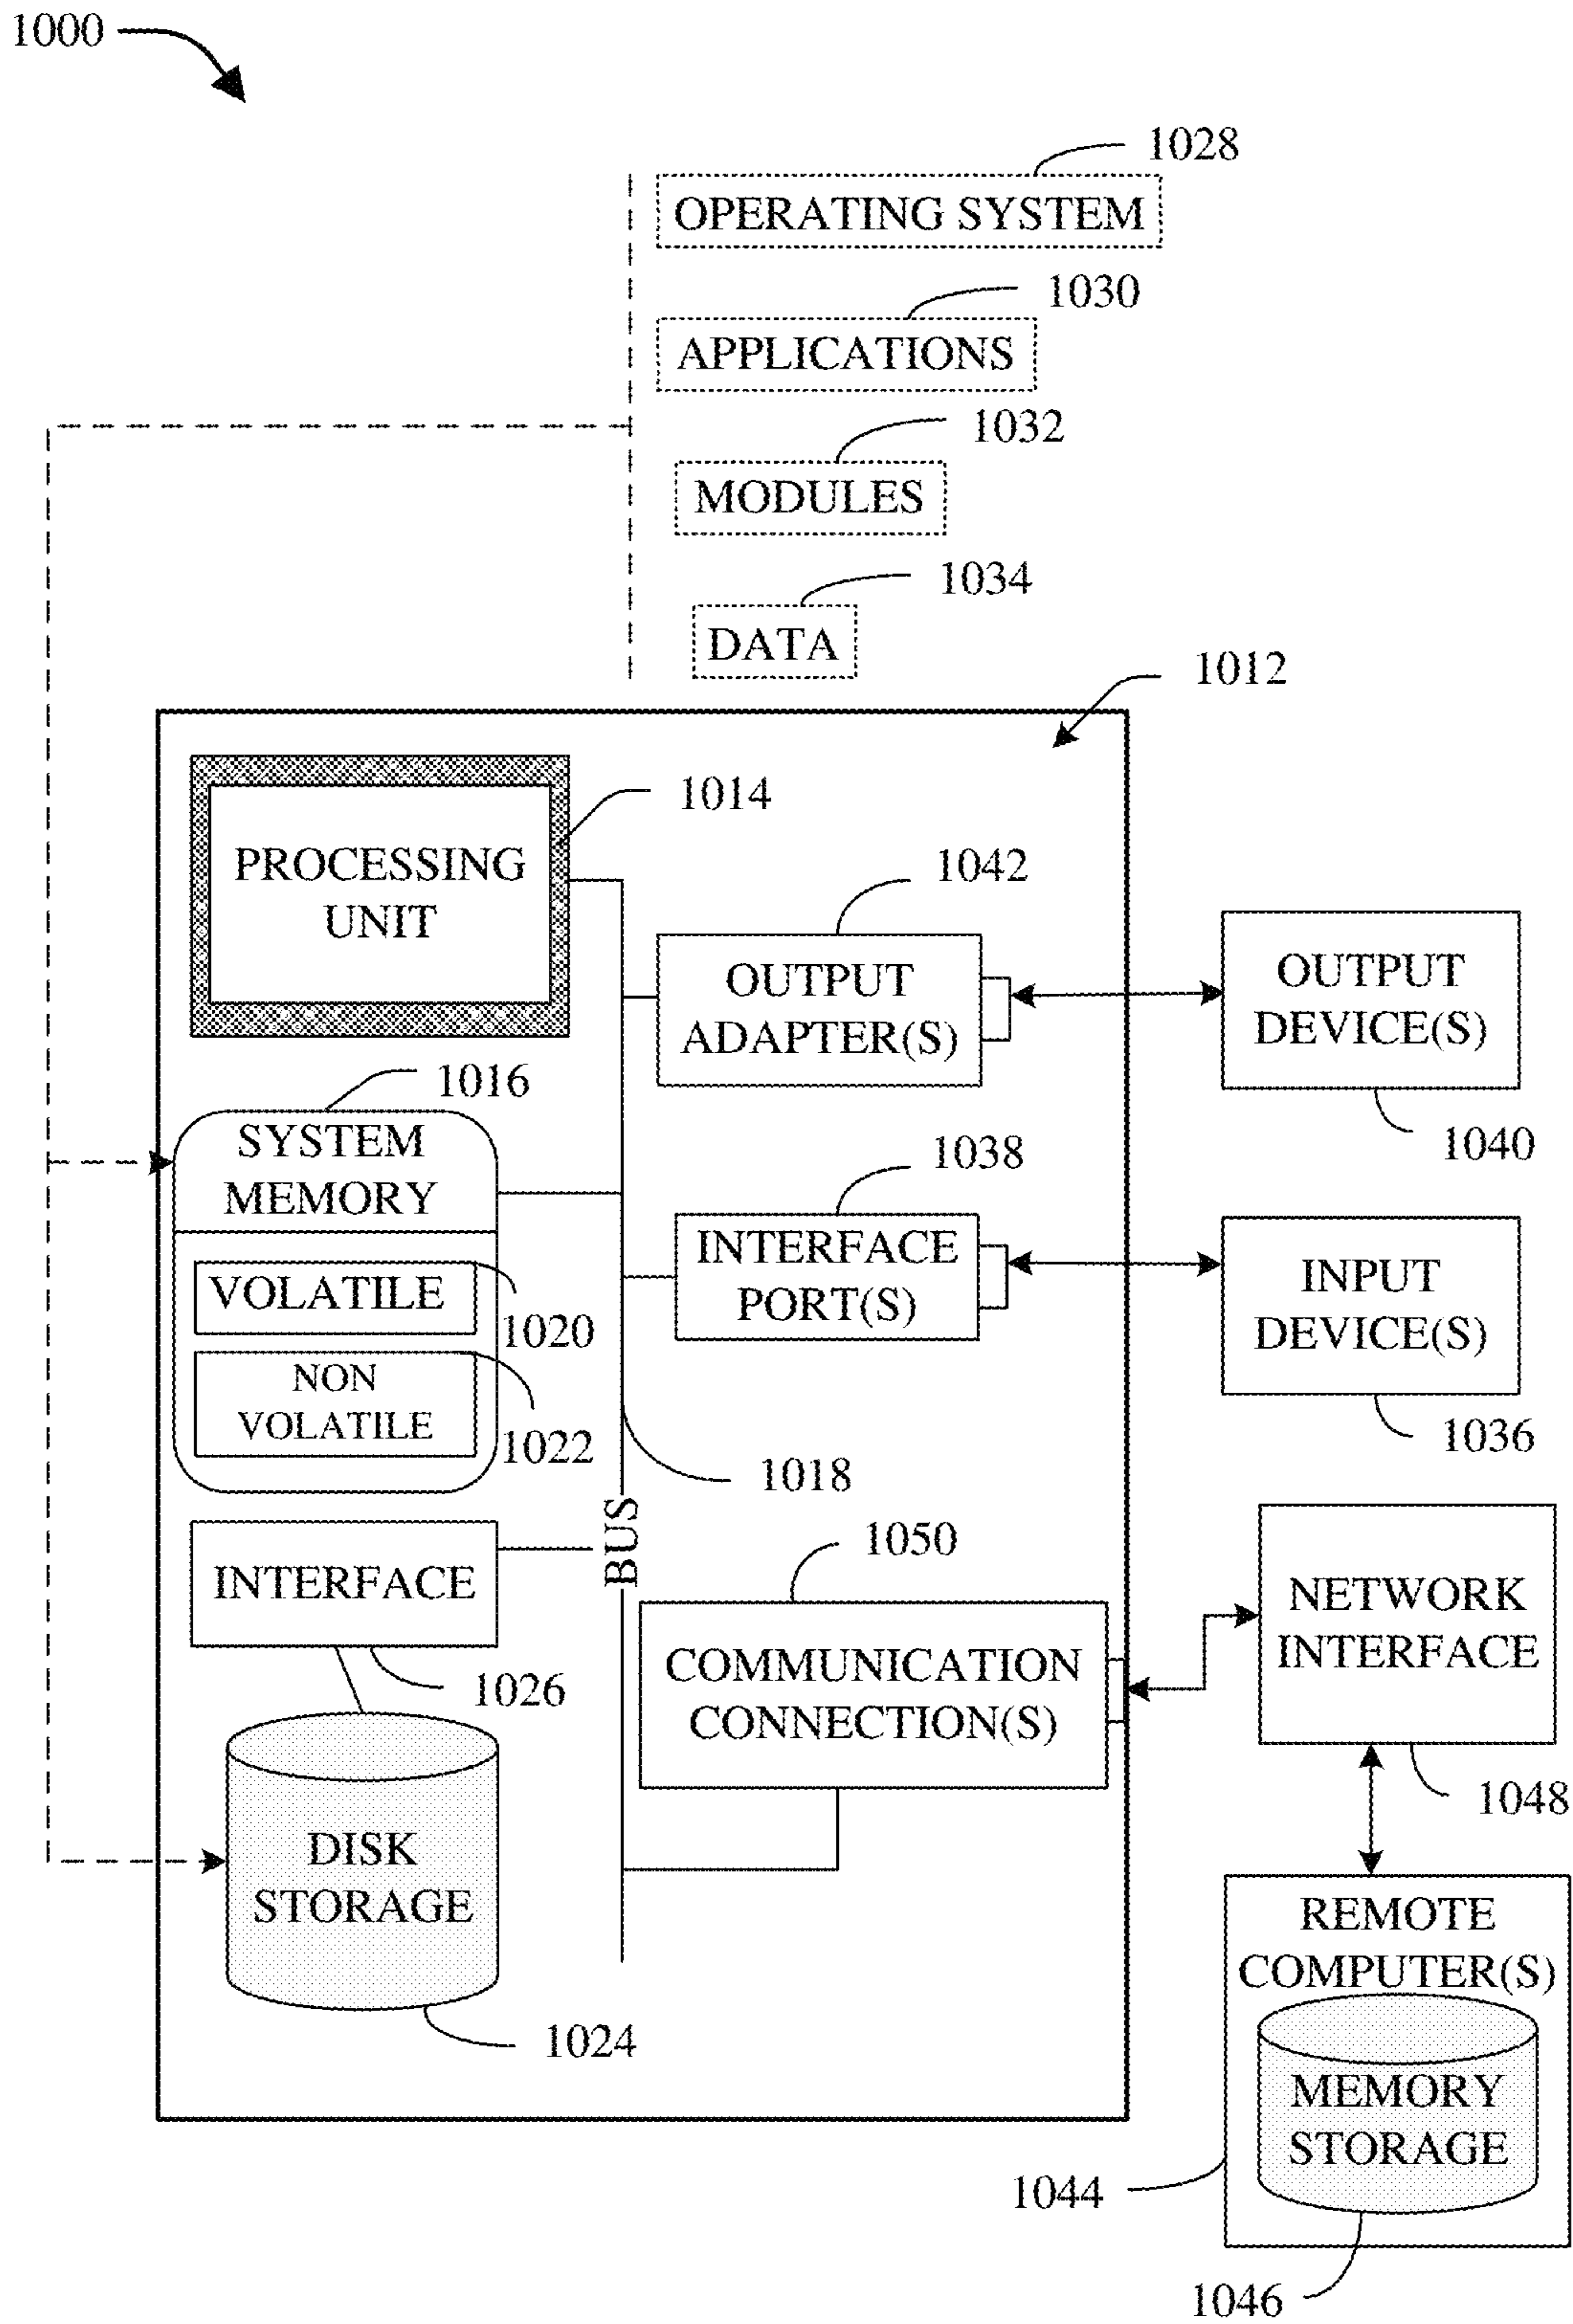 1000
1028
OPERATING SYSTEM
1030
APPLICATIONS
1032
MODULES
1034
DATA
1012
PROCESSING
UNIT
1014
1042
OUTPUT
ADAPTER(S)
OUTPUT
DEVICE(S)
1040
1016
SYSTEM
MEMORY
VOLATILE
1020
NON
VOLATILE
1022
1038
INTERFACE
PORT(S)
INPUT
DEVICE(S)
1036
1018
BUS
INTERFACE
1026
1050
COMMUNICATION
CONNECTION(S)
NETWORK
INTERFACE
1048
DISK
STORAGE
1024
REMOTE
COMPUTER(S)
MEMORY
STORAGE
1044
1046